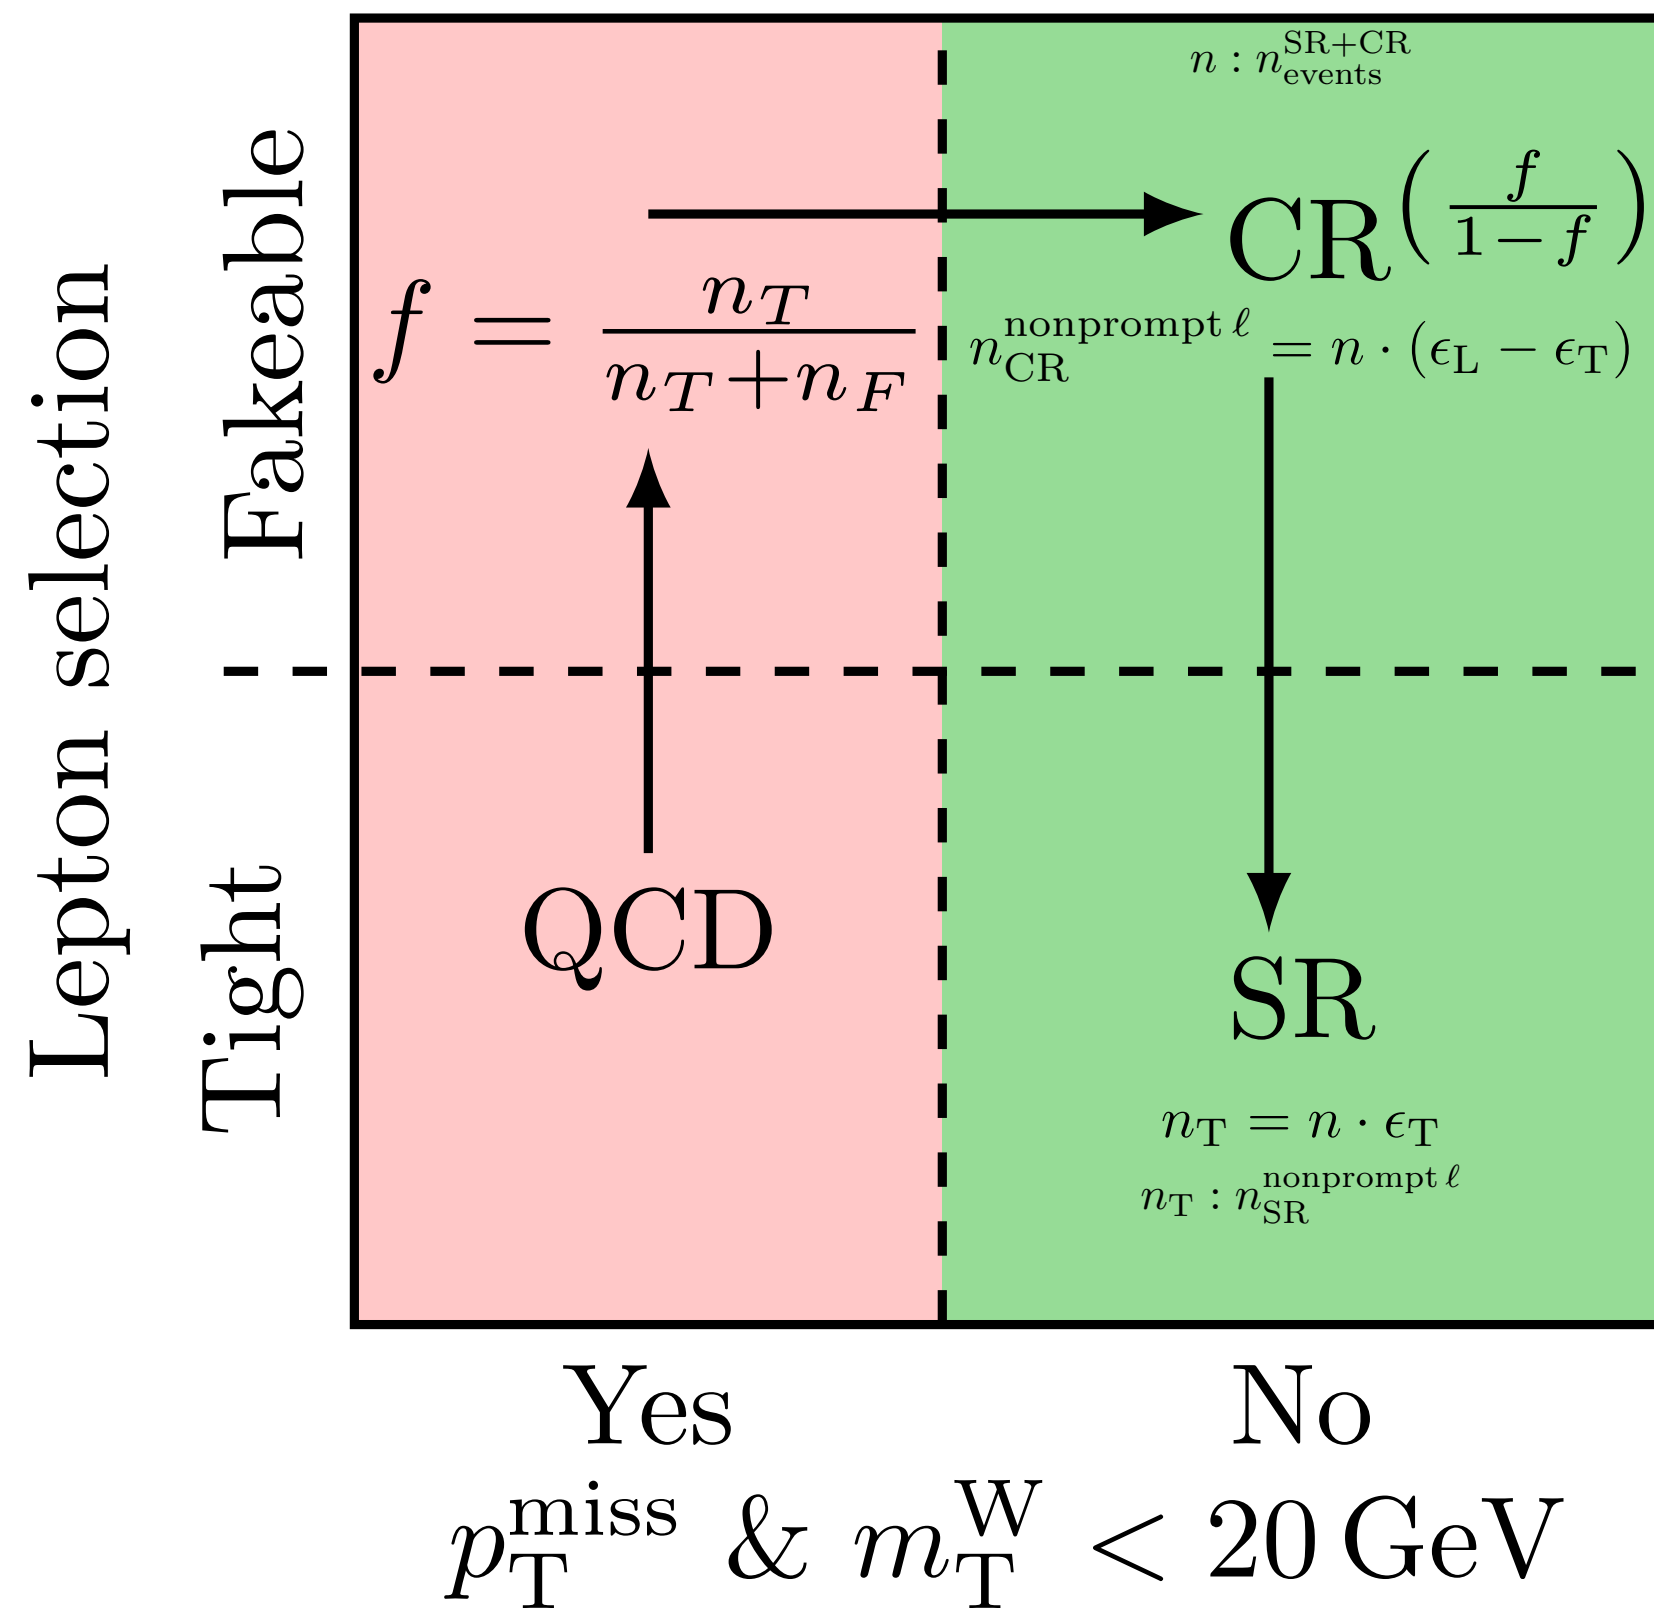 Lepton selection
Fakeable
Tight
f = n_T / (n_T + n_F)
QCD
n : n_events^{SR+CR}
CR (f / (1 − f))
n_CR^{nonprompt ℓ} = n · (ϵ_L − ϵ_T)
SR
n_T = n · ϵ_T
n_T : n_SR^{nonprompt ℓ}
Yes No
p_T^{miss} & m_T^W < 20 GeV